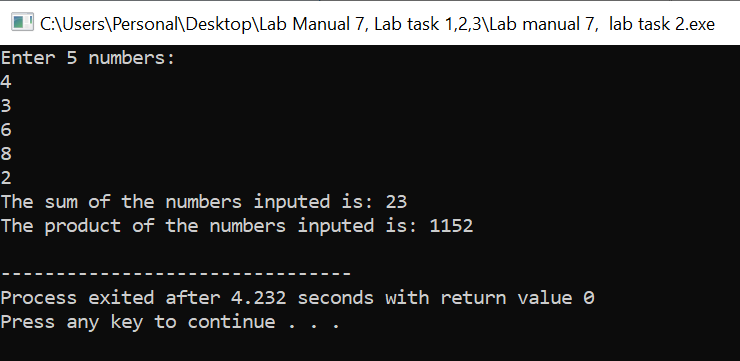 C:\Users\Personal\Desktop\Lab Manual 7, Lab task 1,2,3\Lab manual 7,  lab task 2.exe
Enter 5 numbers:
4
3
6
8
2
The sum of the numbers inputed is: 23
The product of the numbers inputed is: 1152
--------------------------------
Process exited after 4.232 seconds with return value 0
Press any key to continue . . .